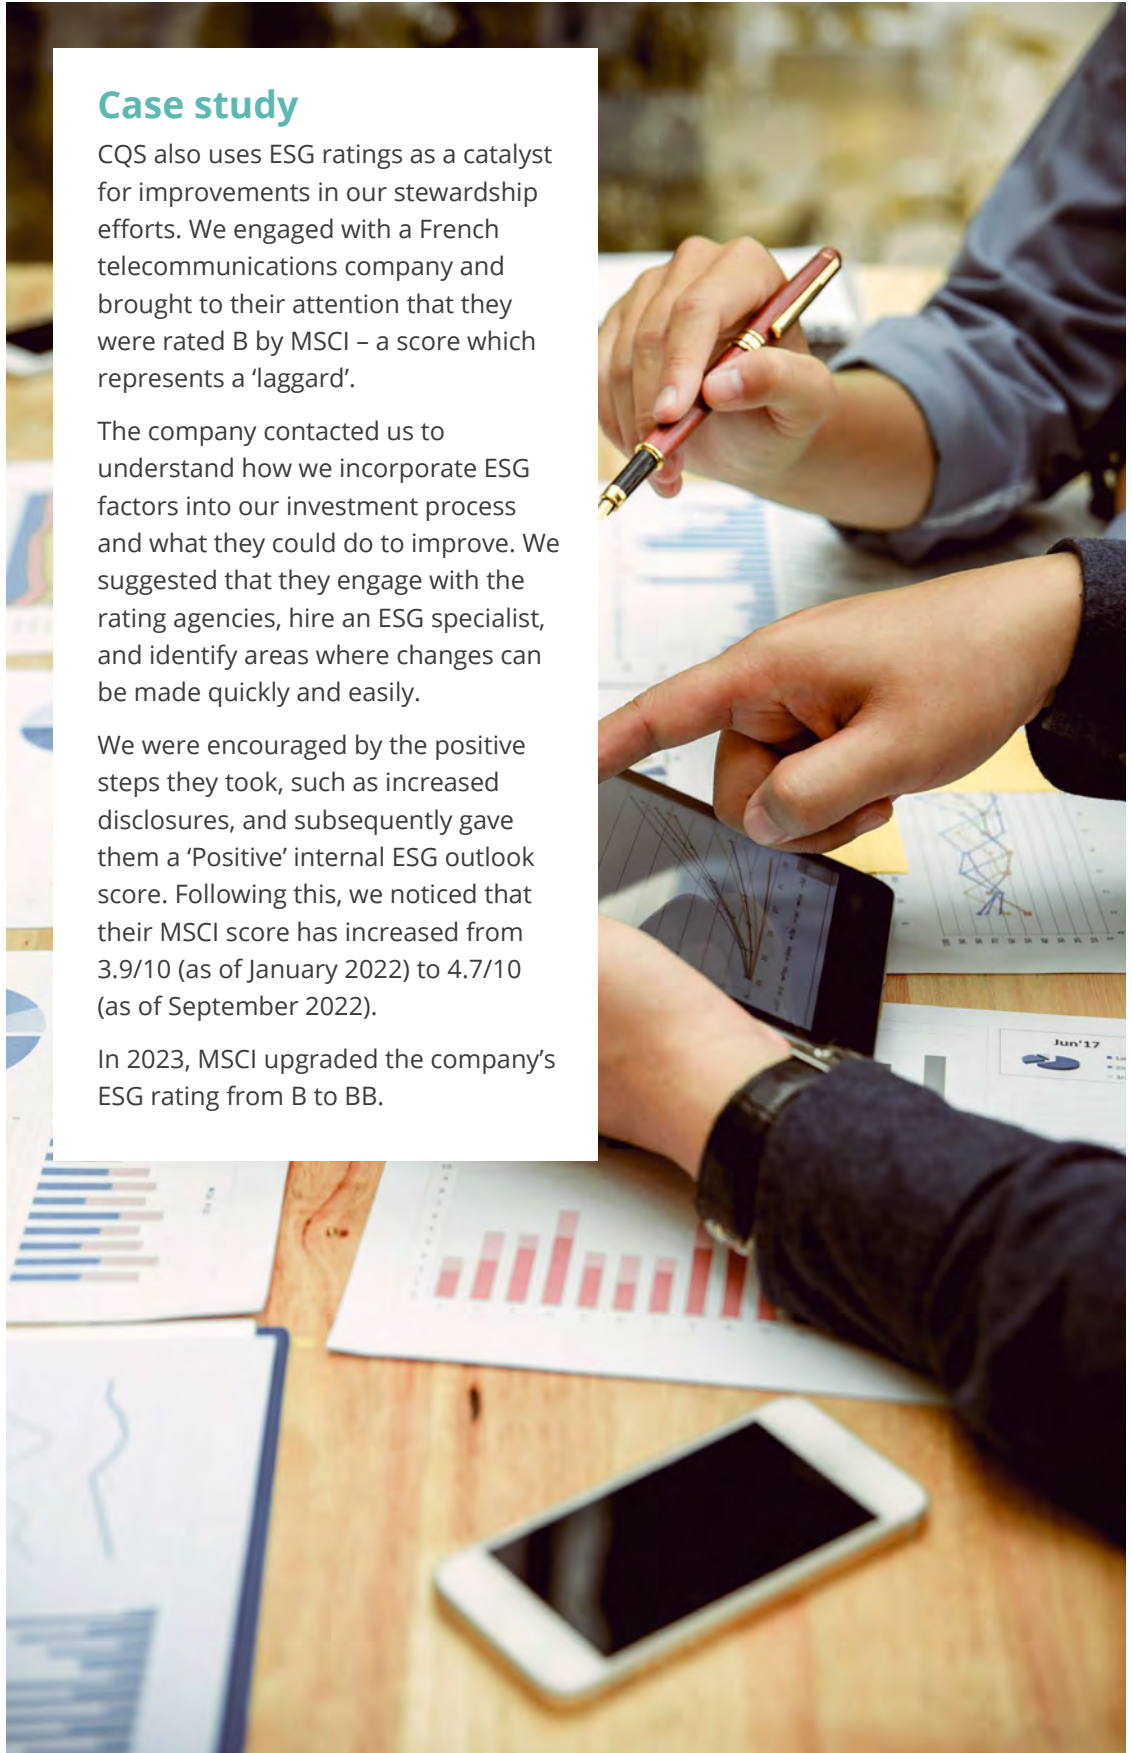 Case study
CQS also uses ESG ratings as a catalyst
for improvements in our stewardship
efforts. We engaged with a French
telecommunications company and
brought to their attention that they
were rated B by MSCI – a score which
represents a ‘laggard’.
The company contacted us to
understand how we incorporate ESG
factors into our investment process
and what they could do to improve. We
suggested that they engage with the
rating agencies, hire an ESG specialist,
and identify areas where changes can
be made quickly and easily.
We were encouraged by the positive
steps they took, such as increased
disclosures, and subsequently gave
them a ‘Positive’ internal ESG outlook
score. Following this, we noticed that
their MSCI score has increased from
3.9/10 (as of January 2022) to 4.7/10
(as of September 2022).
In 2023, MSCI upgraded the company’s
ESG rating from B to BB.
Jun'17